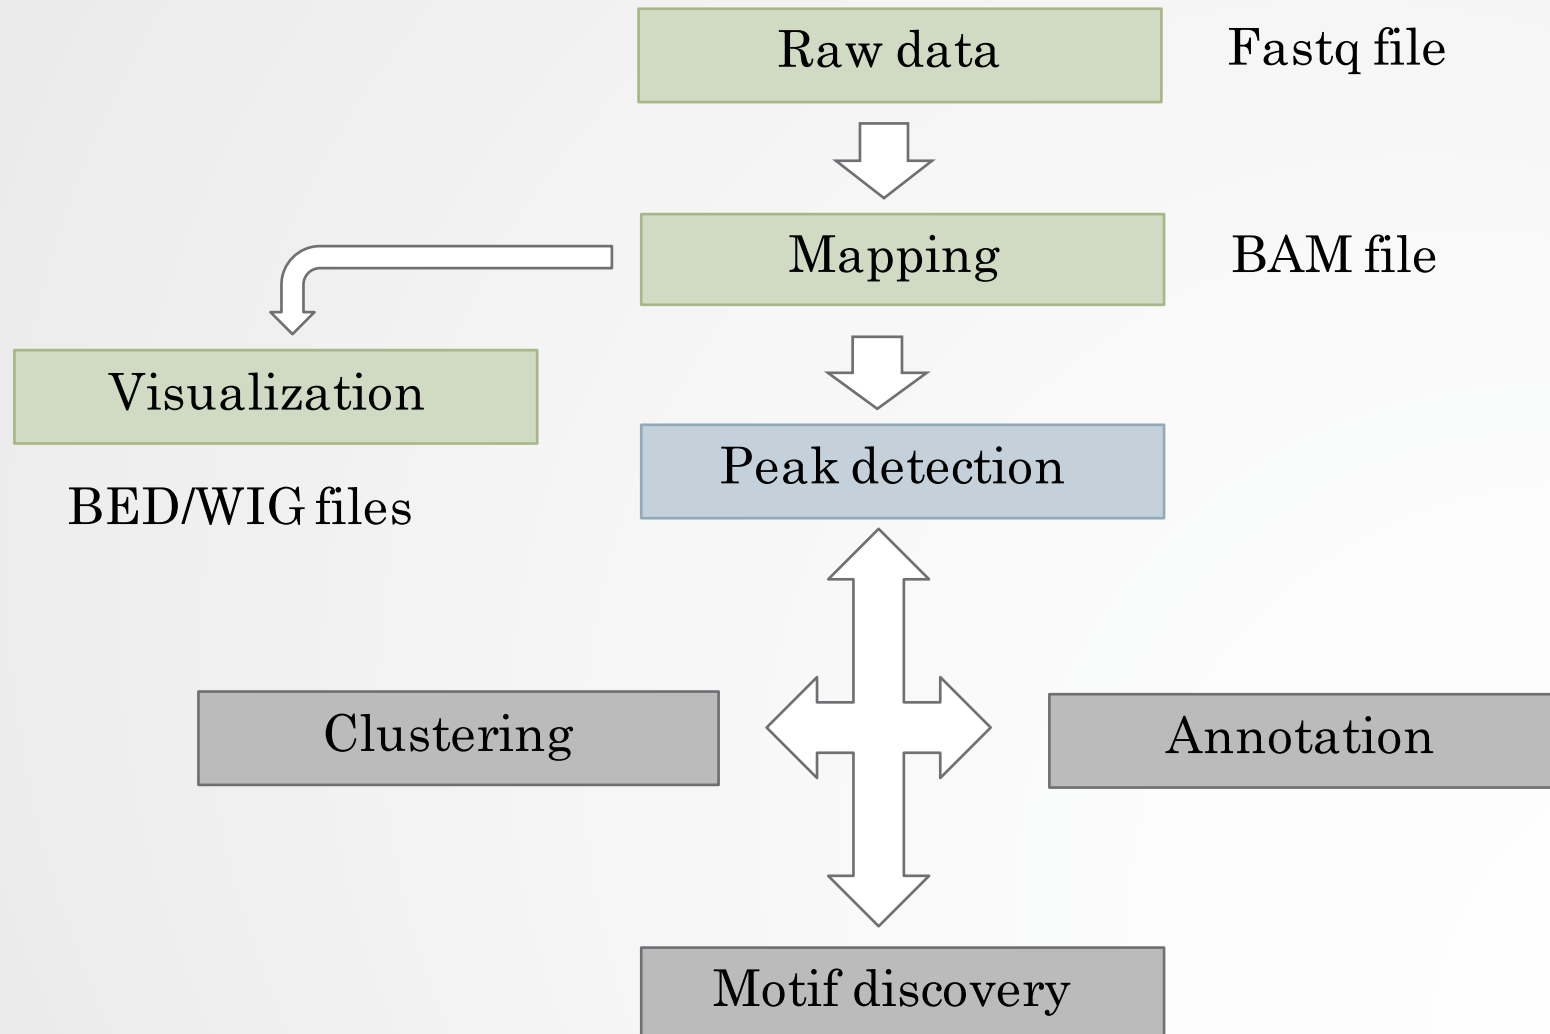 Raw data
Fastq file
Mapping
BAM file
Visualization
BED/WIG files
Peak detection
Clustering
Annotation
Motif discovery